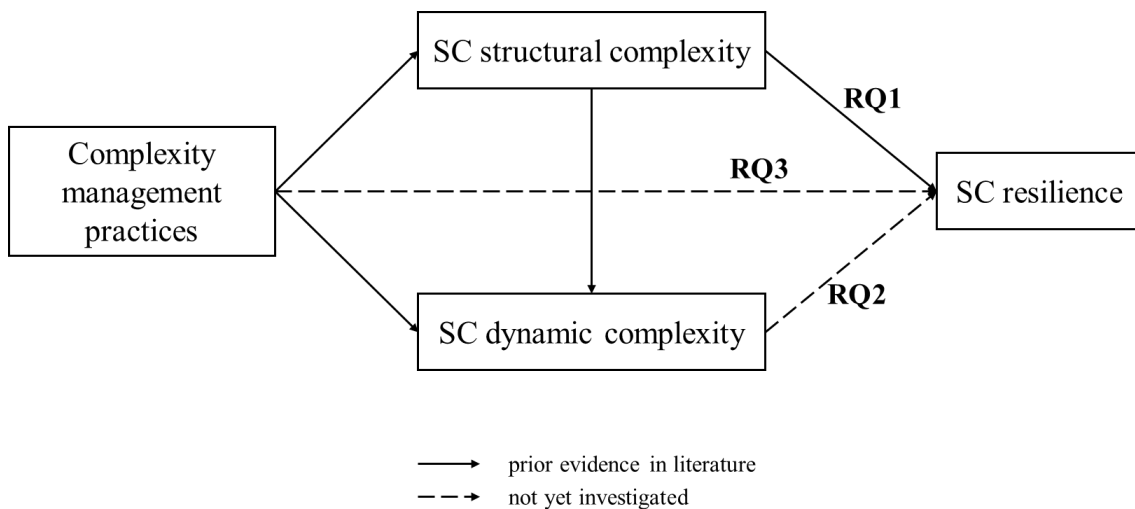 SC structural complexity
RQ1
Complexity
management
practices
RQ3
SC resilience
RQ2
SC dynamic complexity
prior evidence in literature
not yet investigated